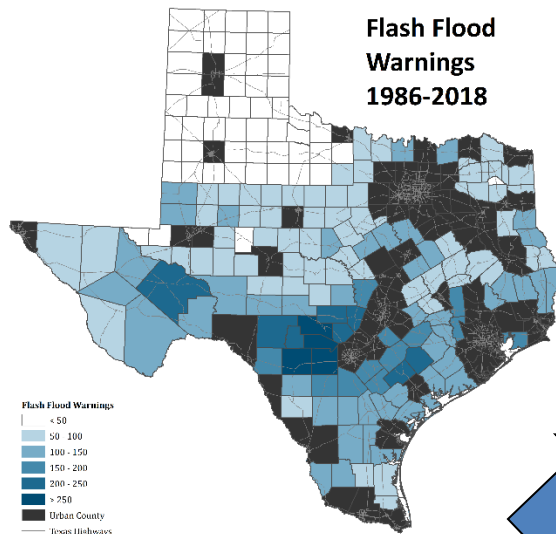 Flash Flood
Warnings
1986-2018
Flash Flood Warnings
< 50
50 - 100
100 - 150
150 - 200
200 - 250
> 250
Urban County
Texas Highways